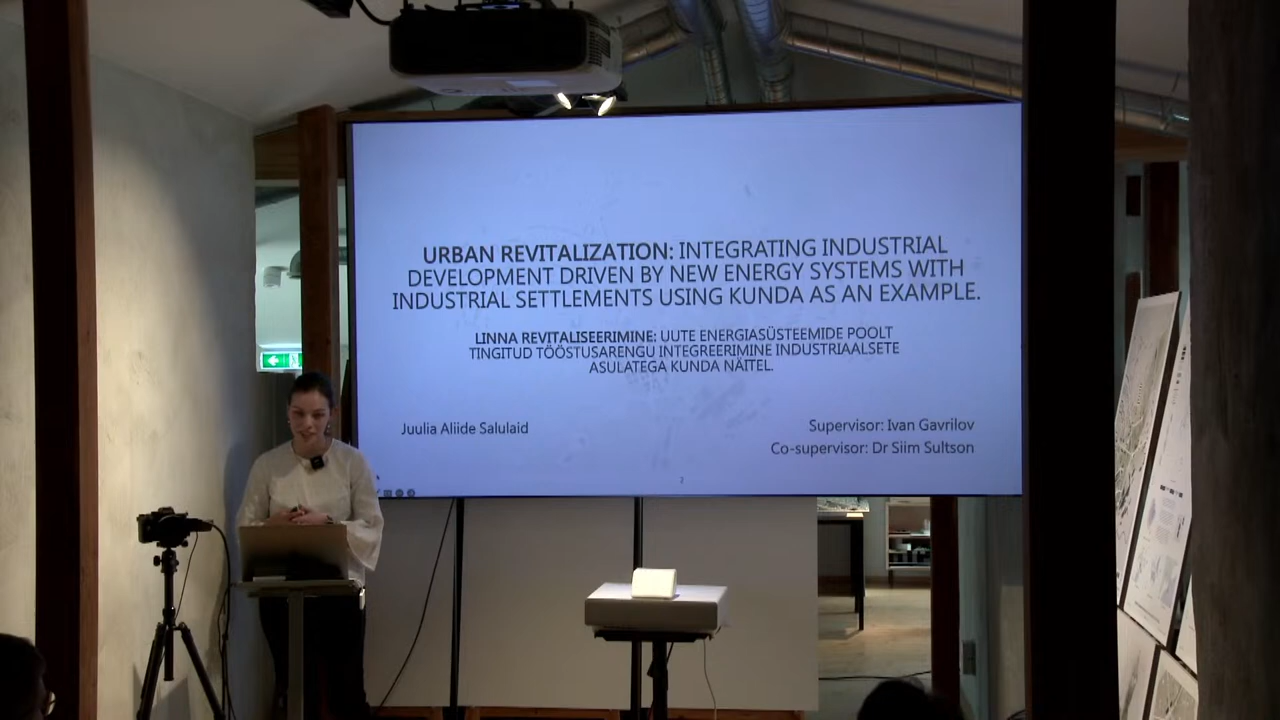 URBAN REVITALIZATION: INTEGRATING INDUSTRIAL
DEVELOPMENT DRIVEN BY NEW ENERGY SYSTEMS WITH
INDUSTRIAL SETTLEMENTS USING KUNDA AS AN EXAMPLE.
LINNA REVITALISEERIMINE: UUTE ENERGIASÜSTEEMIDE POOLT
TINGITUD TÖÖSTUSARENGU INTEGREERIMINE INDUSTRIAALSETE
ASULATEGA KUNDA NÄITEL.
Juulia Aliide Salulaid
Supervisor: Ivan Gavrilov
Co-supervisor: Dr Siim Sultson
2